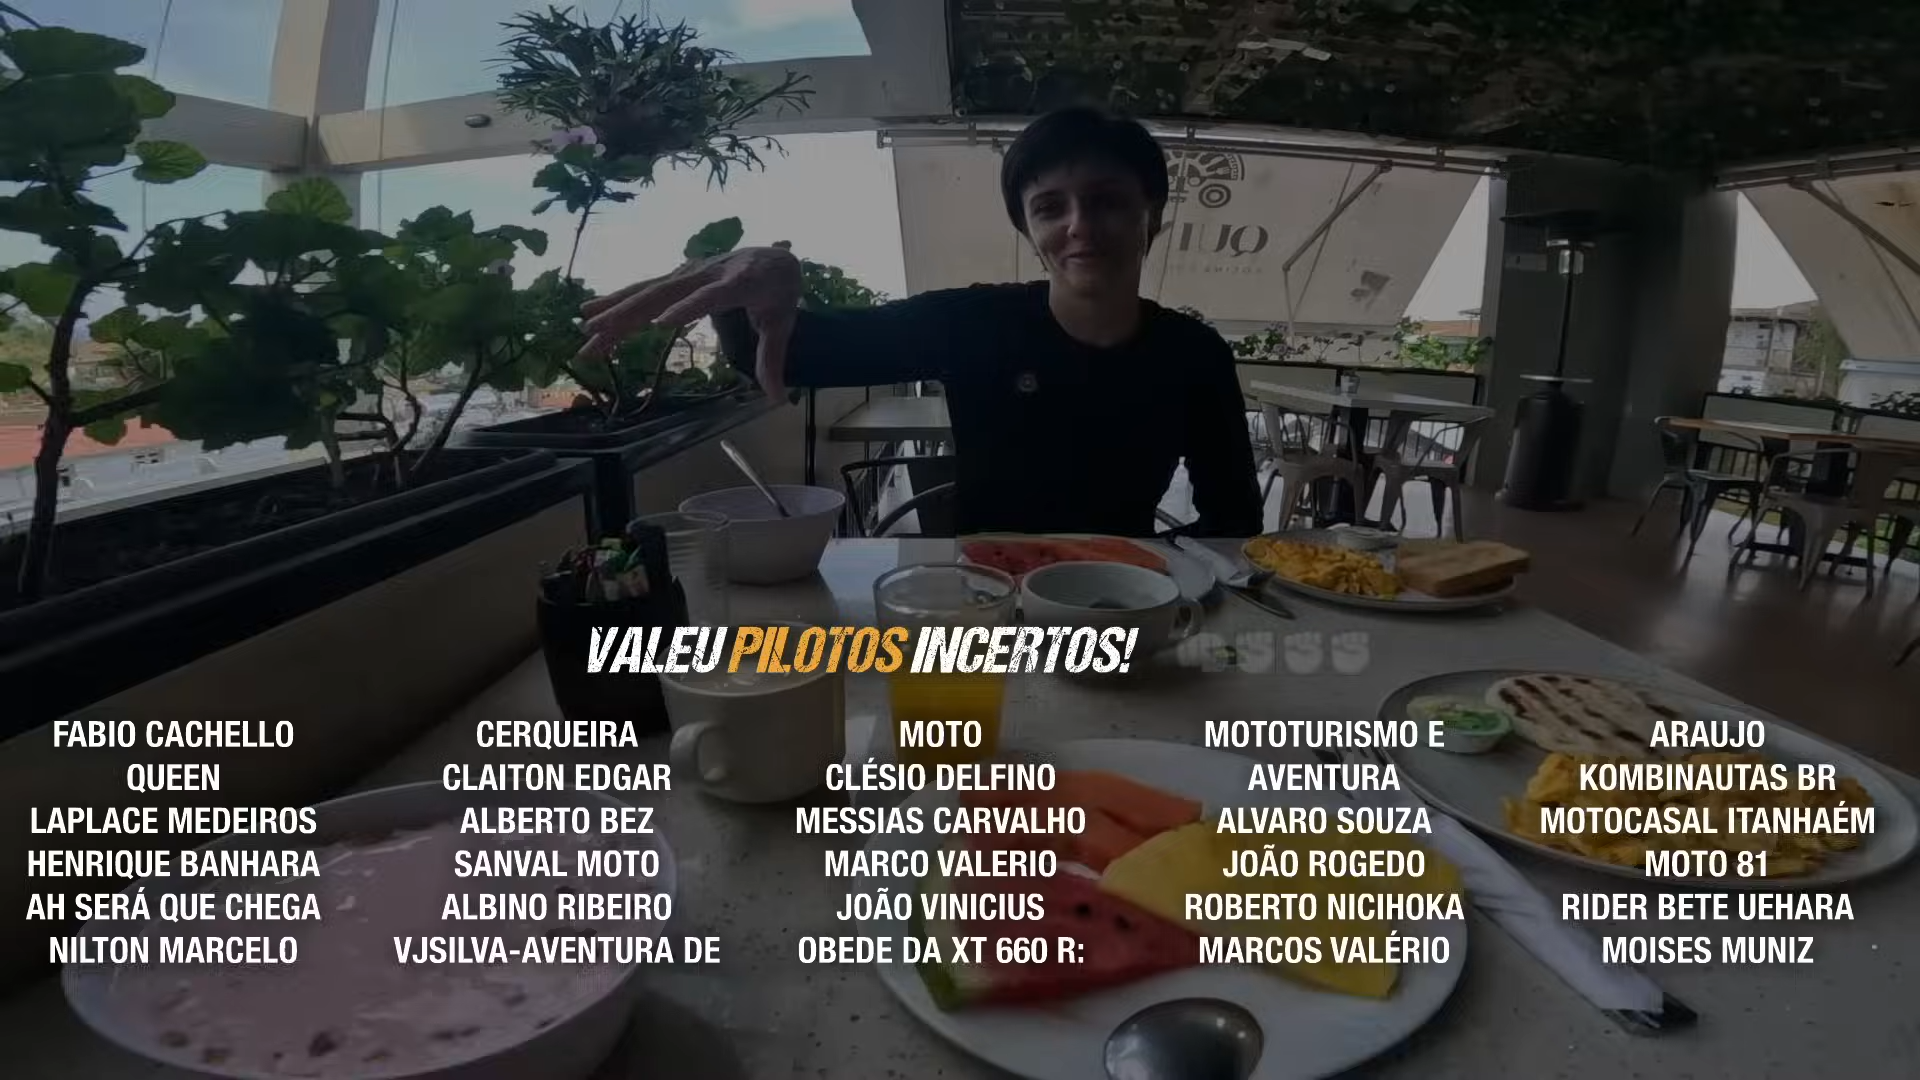 VALEU PILOTOS INCERTOS!
FABIO CACHELLO
QUEEN
LAPLACE MEDEIROS
HENRIQUE BANHARA
AH SERÁ QUE CHEGA
NILTON MARCELO
CERQUEIRA
CLAITON EDGAR
ALBERTO BEZ
SANVAL MOTO
ALBINO RIBEIRO
VJSILVA-AVENTURA DE
MOTO
CLÉSIO DELFINO
MESSIAS CARVALHO
MARCO VALERIO
JOÃO VINICIUS
OBEDE DA XT 660 R:
MOTOTURISMO E
AVENTURA
ALVARO SOUZA
JOÃO ROGEDO
ROBERTO NICIHOKA
MARCOS VALÉRIO
ARAUJO
KOMBINAUTAS BR
MOTOCASAL ITANHAÉM
MOTO 81
RIDER BETE UEHARA
MOISES MUNIZ